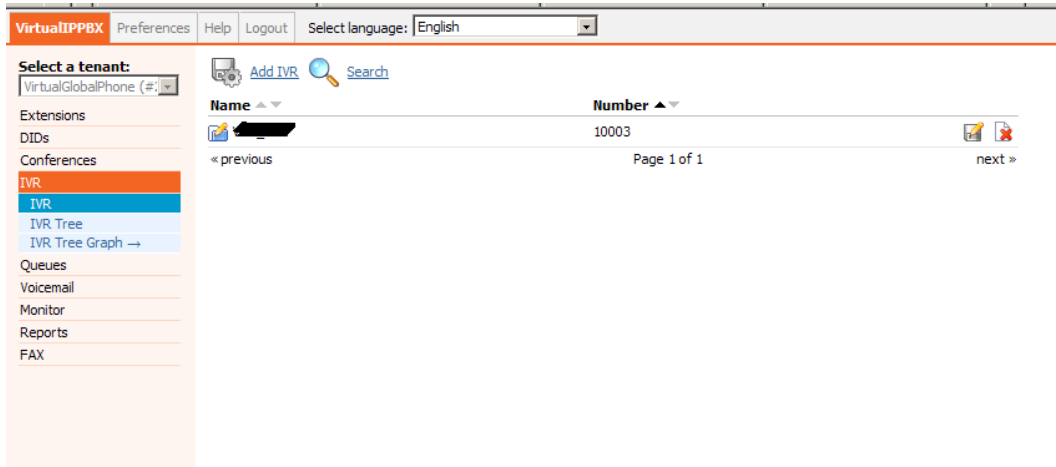 VirtualIPPBX Preferences Help Logout Select language: English
Select a tenant:
VirtualGlobalPhone (#:
Extensions
DIDs
Conferences
IVR
IVR
IVR Tree
IVR Tree Graph →
Queues
Voicemail
Monitor
Reports
FAX
Add IVR Search
Name Number
10003
« previous Page 1 of 1 next »